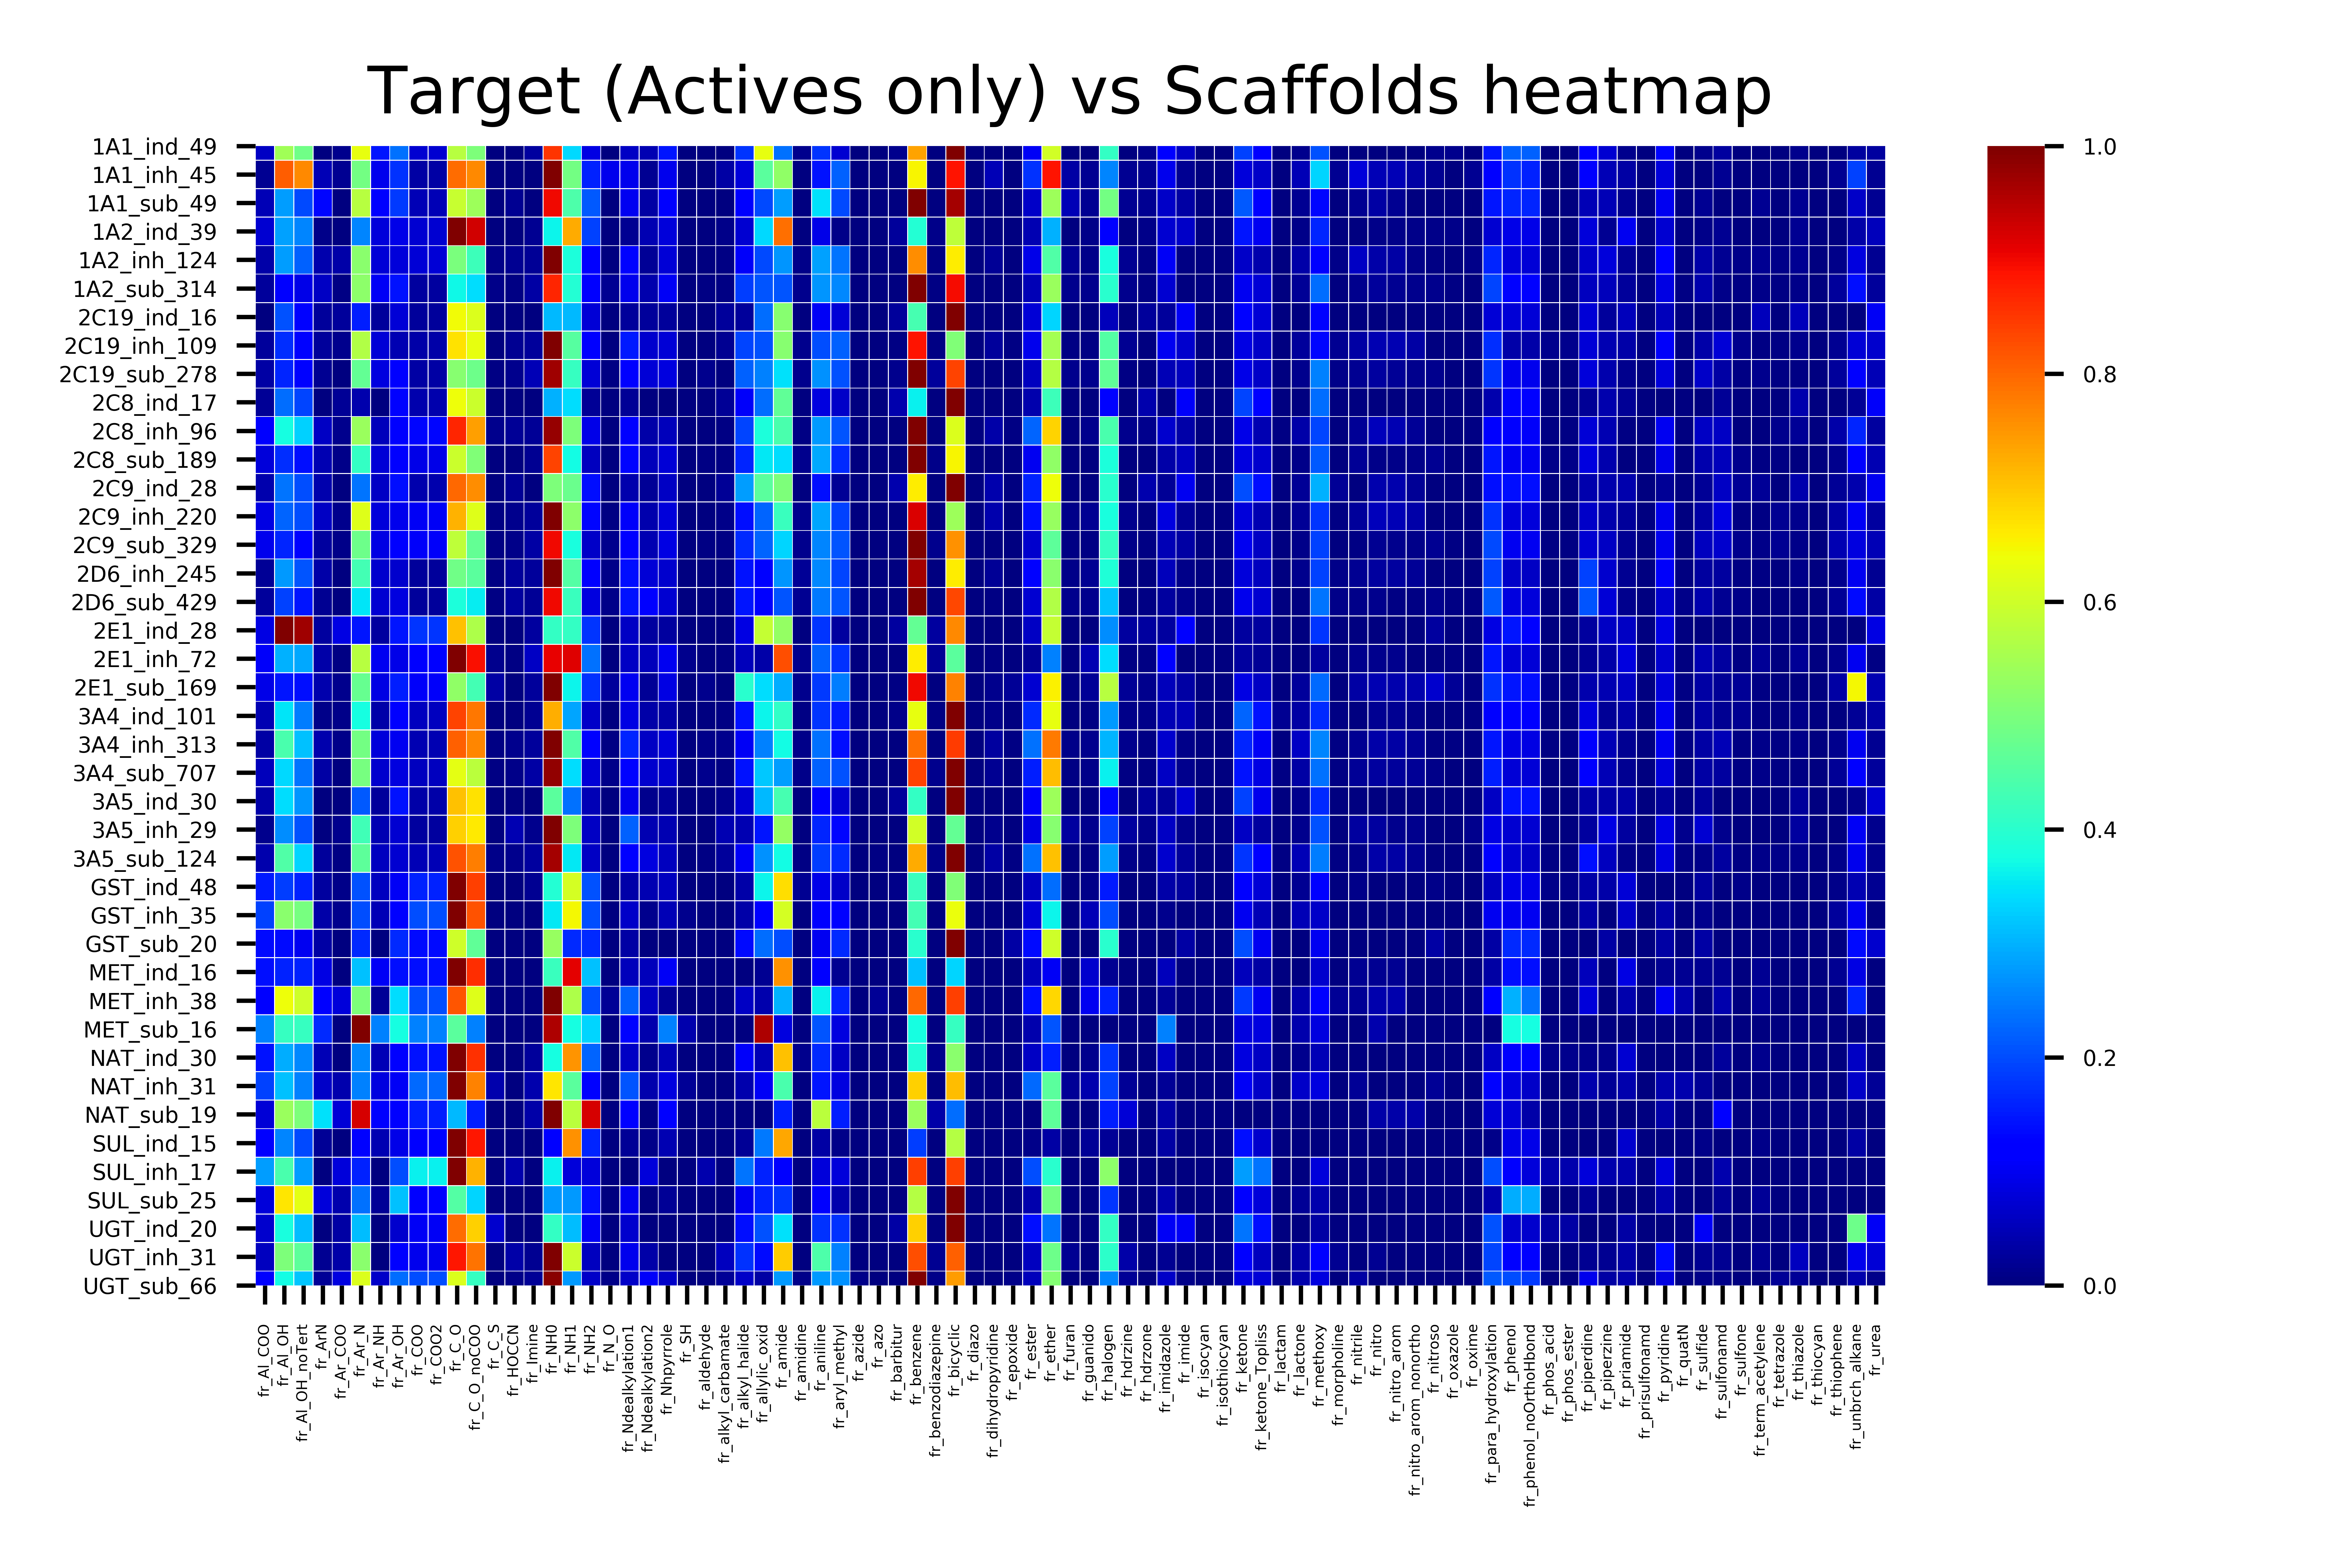 Target (Actives only) vs Scaffolds heatmap
1A1_ind_49
1A1_inh_45
1A1_sub_49
1A2_ind_39
1A2_inh_124
1A2_sub_314
2C19_ind_16
2C19_inh_109
2C19_sub_278
2C8_ind_17
2C8_inh_96
2C8_sub_189
2C9_ind_28
2C9_inh_220
2C9_sub_329
2D6_inh_245
2D6_sub_429
2E1_ind_28
2E1_inh_72
2E1_sub_169
3A4_ind_101
3A4_inh_313
3A4_sub_707
3A5_ind_30
3A5_inh_29
3A5_sub_124
GST_ind_48
GST_inh_35
GST_sub_20
MET_ind_16
MET_inh_38
MET_sub_16
NAT_ind_30
NAT_inh_31
NAT_sub_19
SUL_ind_15
SUL_inh_17
SUL_sub_25
UGT_ind_20
UGT_inh_31
UGT_sub_66
fr_Al_COO
fr_Al_OH
fr_Al_OH_noTert
fr_ArN
fr_Ar_COO
fr_Ar_N
fr_Ar_NH
fr_Ar_OH
fr_COO
fr_COO2
fr_C_O
fr_C_O_noCOO
fr_C_S
fr_HOCCN
fr_Imine
fr_NH0
fr_NH1
fr_NH2
fr_N_O
fr_Ndealkylation1
fr_Ndealkylation2
fr_Nhpyrrole
fr_SH
fr_aldehyde
fr_alkyl_carbamate
fr_alkyl_halide
fr_allylic_oxid
fr_amide
fr_amidine
fr_aniline
fr_aryl_methyl
fr_azide
fr_azo
fr_barbitur
fr_benzene
fr_benzodiazepine
fr_bicyclic
fr_diazo
fr_dihydropyridine
fr_epoxide
fr_ester
fr_ether
fr_furan
fr_guanido
fr_halogen
fr_hdrzine
fr_hdrzone
fr_imidazole
fr_imide
fr_isocyan
fr_isothiocyan
fr_ketone
fr_ketone_Topliss
fr_lactam
fr_lactone
fr_methoxy
fr_morpholine
fr_nitrile
fr_nitro
fr_nitro_arom
fr_nitro_arom_nonortho
fr_nitroso
fr_oxazole
fr_oxime
fr_para_hydroxylation
fr_phenol
fr_phenol_noOrthoHbond
fr_phos_acid
fr_phos_ester
fr_piperdine
fr_piperzine
fr_priamide
fr_prisulfonamd
fr_pyridine
fr_quatN
fr_sulfide
fr_sulfonamd
fr_sulfone
fr_term_acetylene
fr_tetrazole
fr_thiazole
fr_thiocyan
fr_thiophene
fr_unbrch_alkane
fr_urea
1.0
0.8
0.6
0.4
0.2
0.0